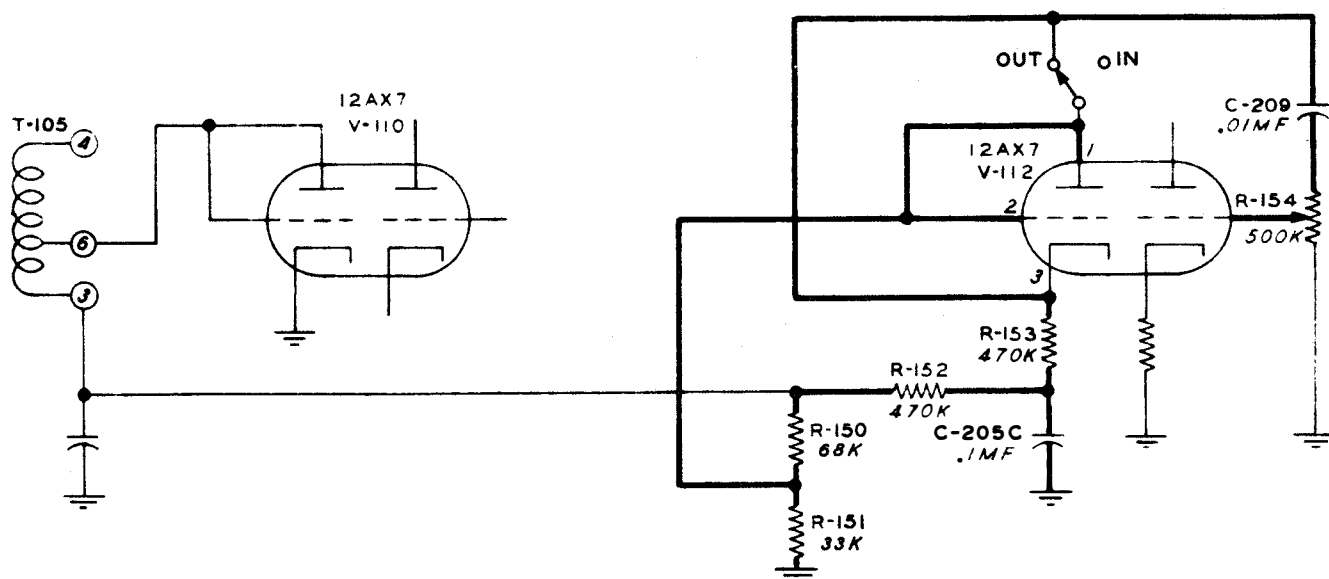 T-105
4
6
3
12AX7
V-110
OUT
IN
C-209
.01MF
12AX7
V-112
1
2
3
R-154
500K
R-153
470K
R-152
470K
R-150
68K
C-205C
.1MF
R-151
33K